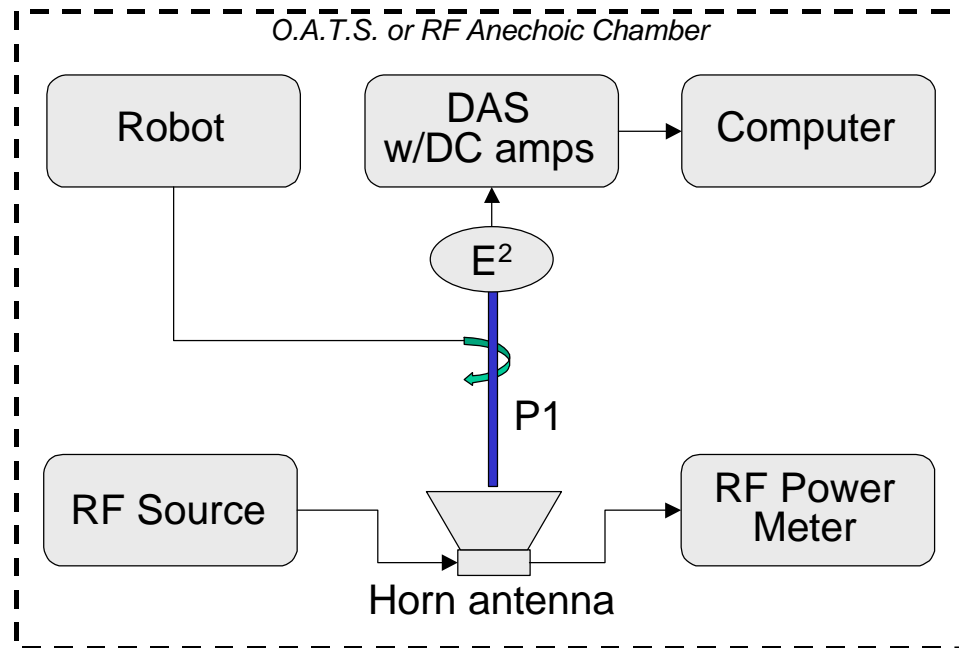 O.A.T.S. or RF Anechoic Chamber
Robot
DAS
w/DC amps
Computer
E²
P1
RF Source
RF Power
Meter
Horn antenna